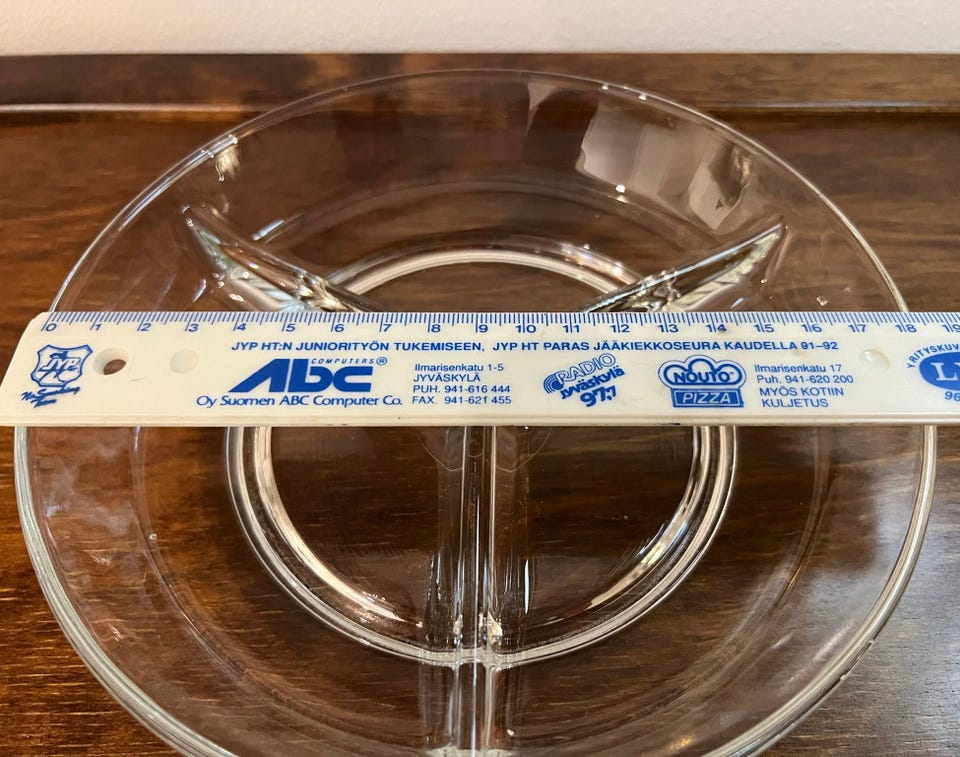 0 1 2 3 4 5 6 7 8 9 10 11 12 13 14 15 16 17 18 19
JYP HT:N JUNIORITYÖN TUKEMISEEN, JYP HT PARAS JÄÄKIEKKOSEURA KAUDELLA 91–92
JYP
Abc COMPUTERS ®
Oy Suomen ABC Computer Co.
Ilmarisenkatu 1-5
JYVÄSKYLÄ
PUH. 941-616 444
FAX. 941-621 455
RADIO
Jyväskylä
97,7
NOUTO
PIZZA
Ilmarisenkatu 17
Puh. 941-620 200
MYÖS KOTIIN
KULJETUS
YRITYSKUV
96